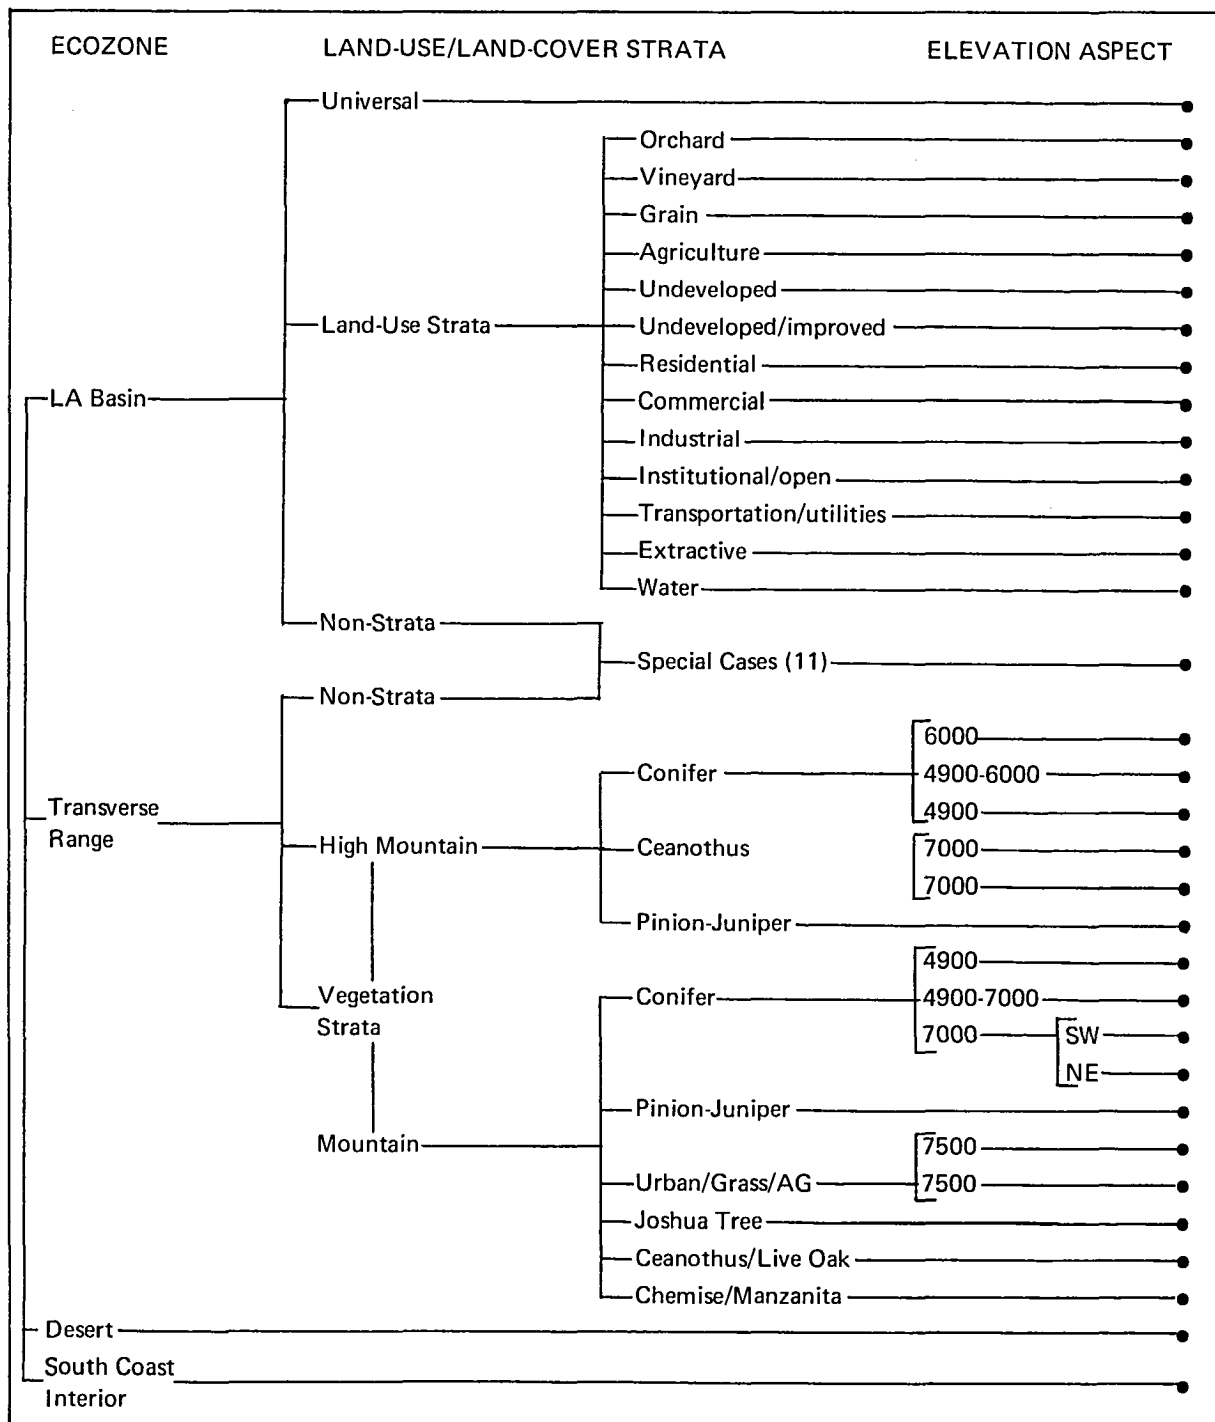 ECOZONE LAND-USE/LAND-COVER STRATA ELEVATION ASPECT
Universal
Orchard
Vineyard
Grain
Agriculture
Undeveloped
Land-Use Strata Undeveloped/improved
Residential
LA Basin Commercial
Industrial
Institutional/open
Transportation/utilities
Extractive
Water
Non-Strata
Special Cases (11)
Non-Strata
6000
Conifer 4900-6000
Transverse 4900
Range High Mountain Ceanothus 7000
7000
Pinion-Juniper
4900
Vegetation Conifer 4900-7000
Strata 7000 SW
NE
Pinion-Juniper
Mountain 7500
Urban/Grass/AG 7500
Joshua Tree
Ceanothus/Live Oak
Chemise/Manzanita
Desert
South Coast
Interior